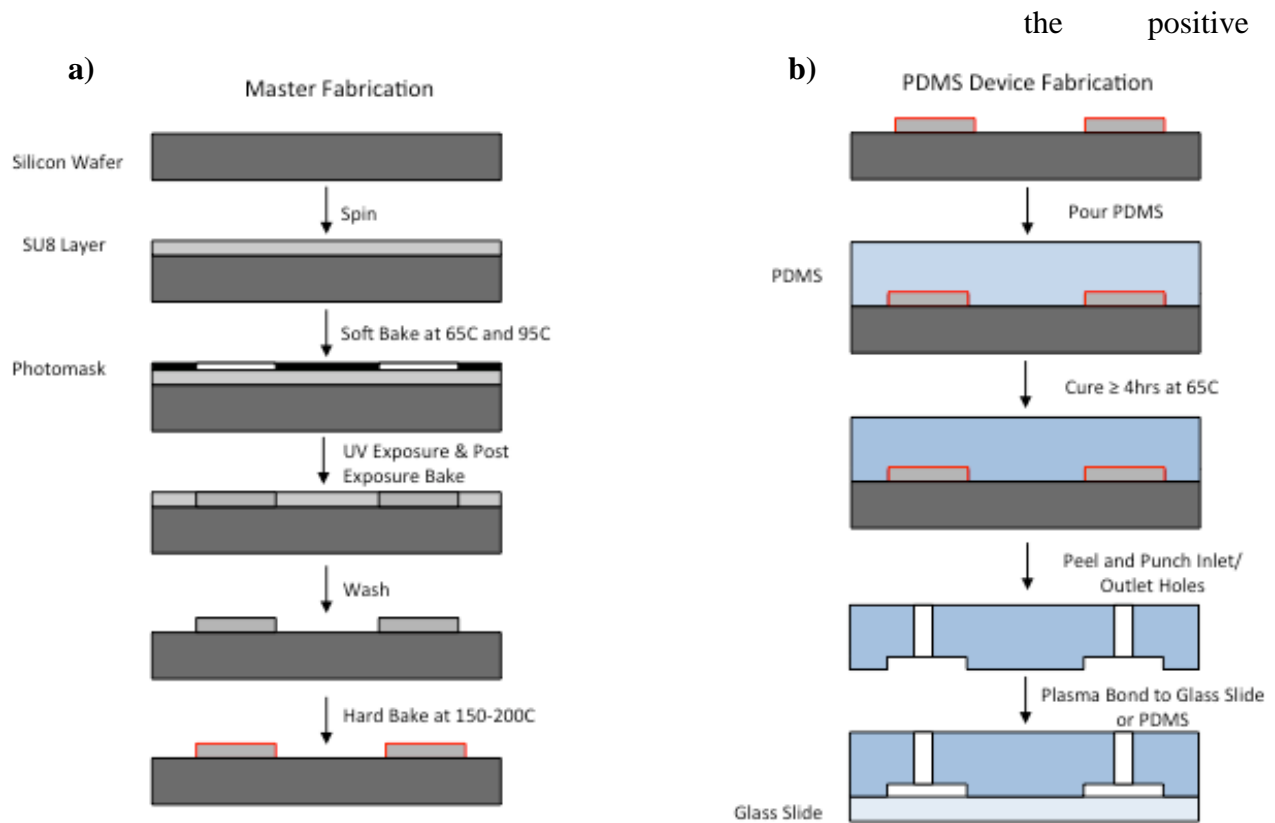 the positive
a)
Master Fabrication
Silicon Wafer
Spin
SU8 Layer
Soft Bake at 65C and 95C
Photomask
UV Exposure & Post
Exposure Bake
Wash
Hard Bake at 150-200C
b)
PDMS Device Fabrication
Pour PDMS
PDMS
Cure ≥ 4hrs at 65C
Peel and Punch Inlet/
Outlet Holes
Plasma Bond to Glass Slide
or PDMS
Glass Slide